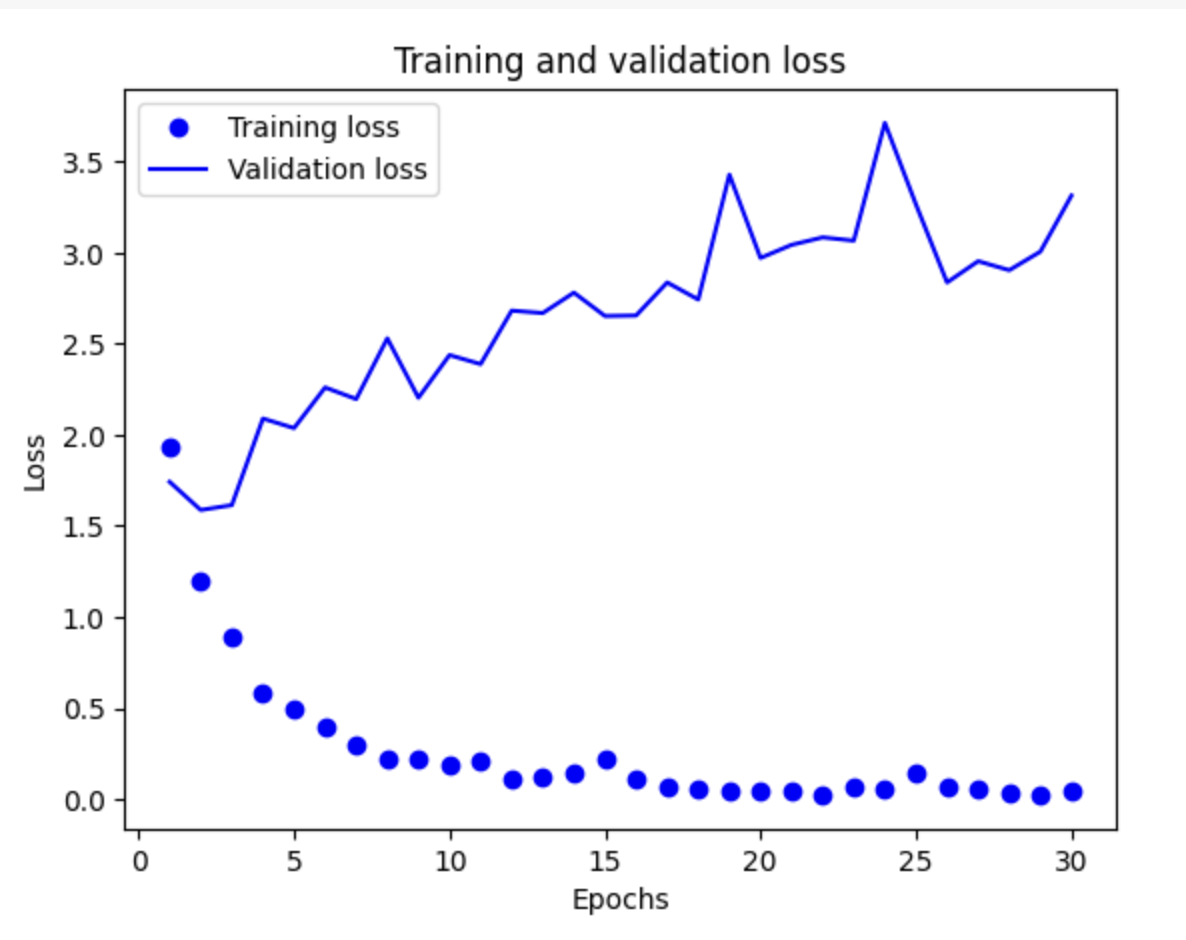 Training and validation loss
Training loss
Validation loss
3.5
3.0
2.5
2.0
1.5
1.0
0.5
0.0
Loss
0 5 10 15 20 25 30
Epochs